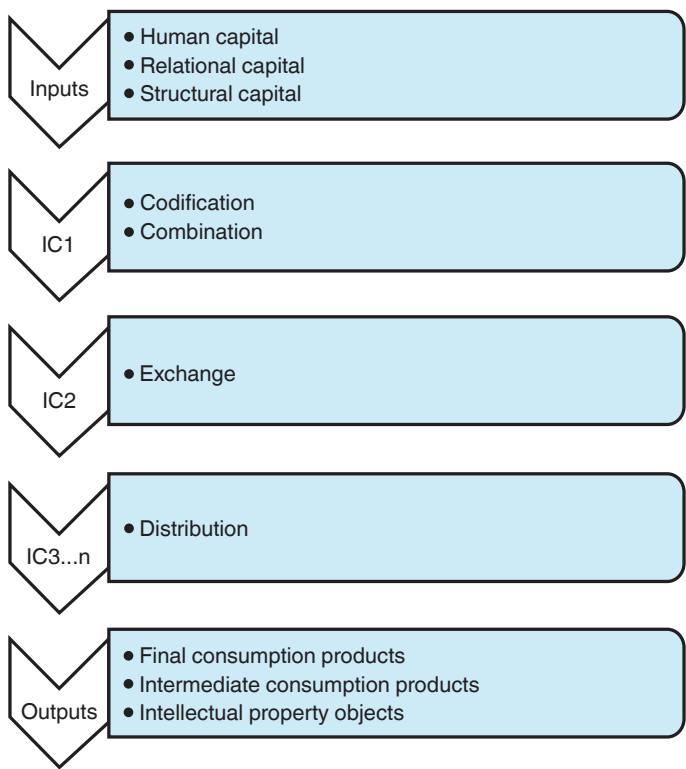 Inputs
• Human capital
• Relational capital
• Structural capital
IC1
• Codification
• Combination
IC2
• Exchange
IC3...n
• Distribution
Outputs
• Final consumption products
• Intermediate consumption products
• Intellectual property objects